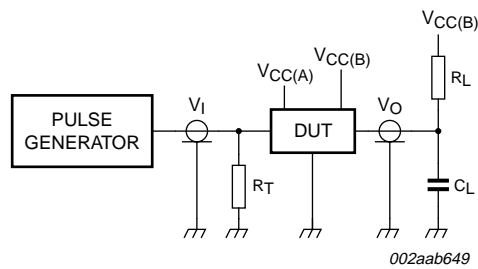 VCC(B)
VCC(B)
VCC(A)
RL
VI
VO
PULSE
GENERATOR
DUT
RT
CL
002aab649